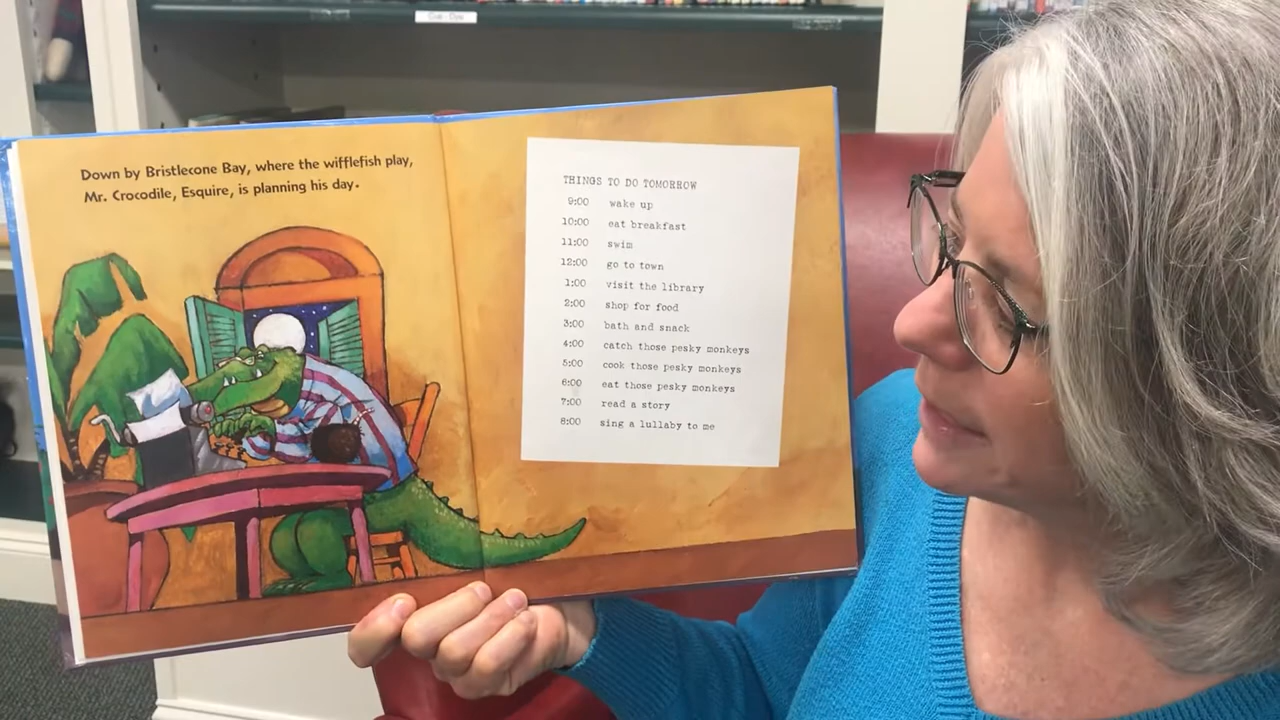 Cue - Dew
Down by Bristlecone Bay, where the wifflefish play,
Mr. Crocodile, Esquire, is planning his day.
THINGS TO DO TOMORROW
9:00 wake up
10:00 eat breakfast
11:00 swim
12:00 go to town
1:00 visit the library
2:00 shop for food
3:00 bath and snack
4:00 catch those pesky monkeys
5:00 cook those pesky monkeys
6:00 eat those pesky monkeys
7:00 read a story
8:00 sing a lullaby to me